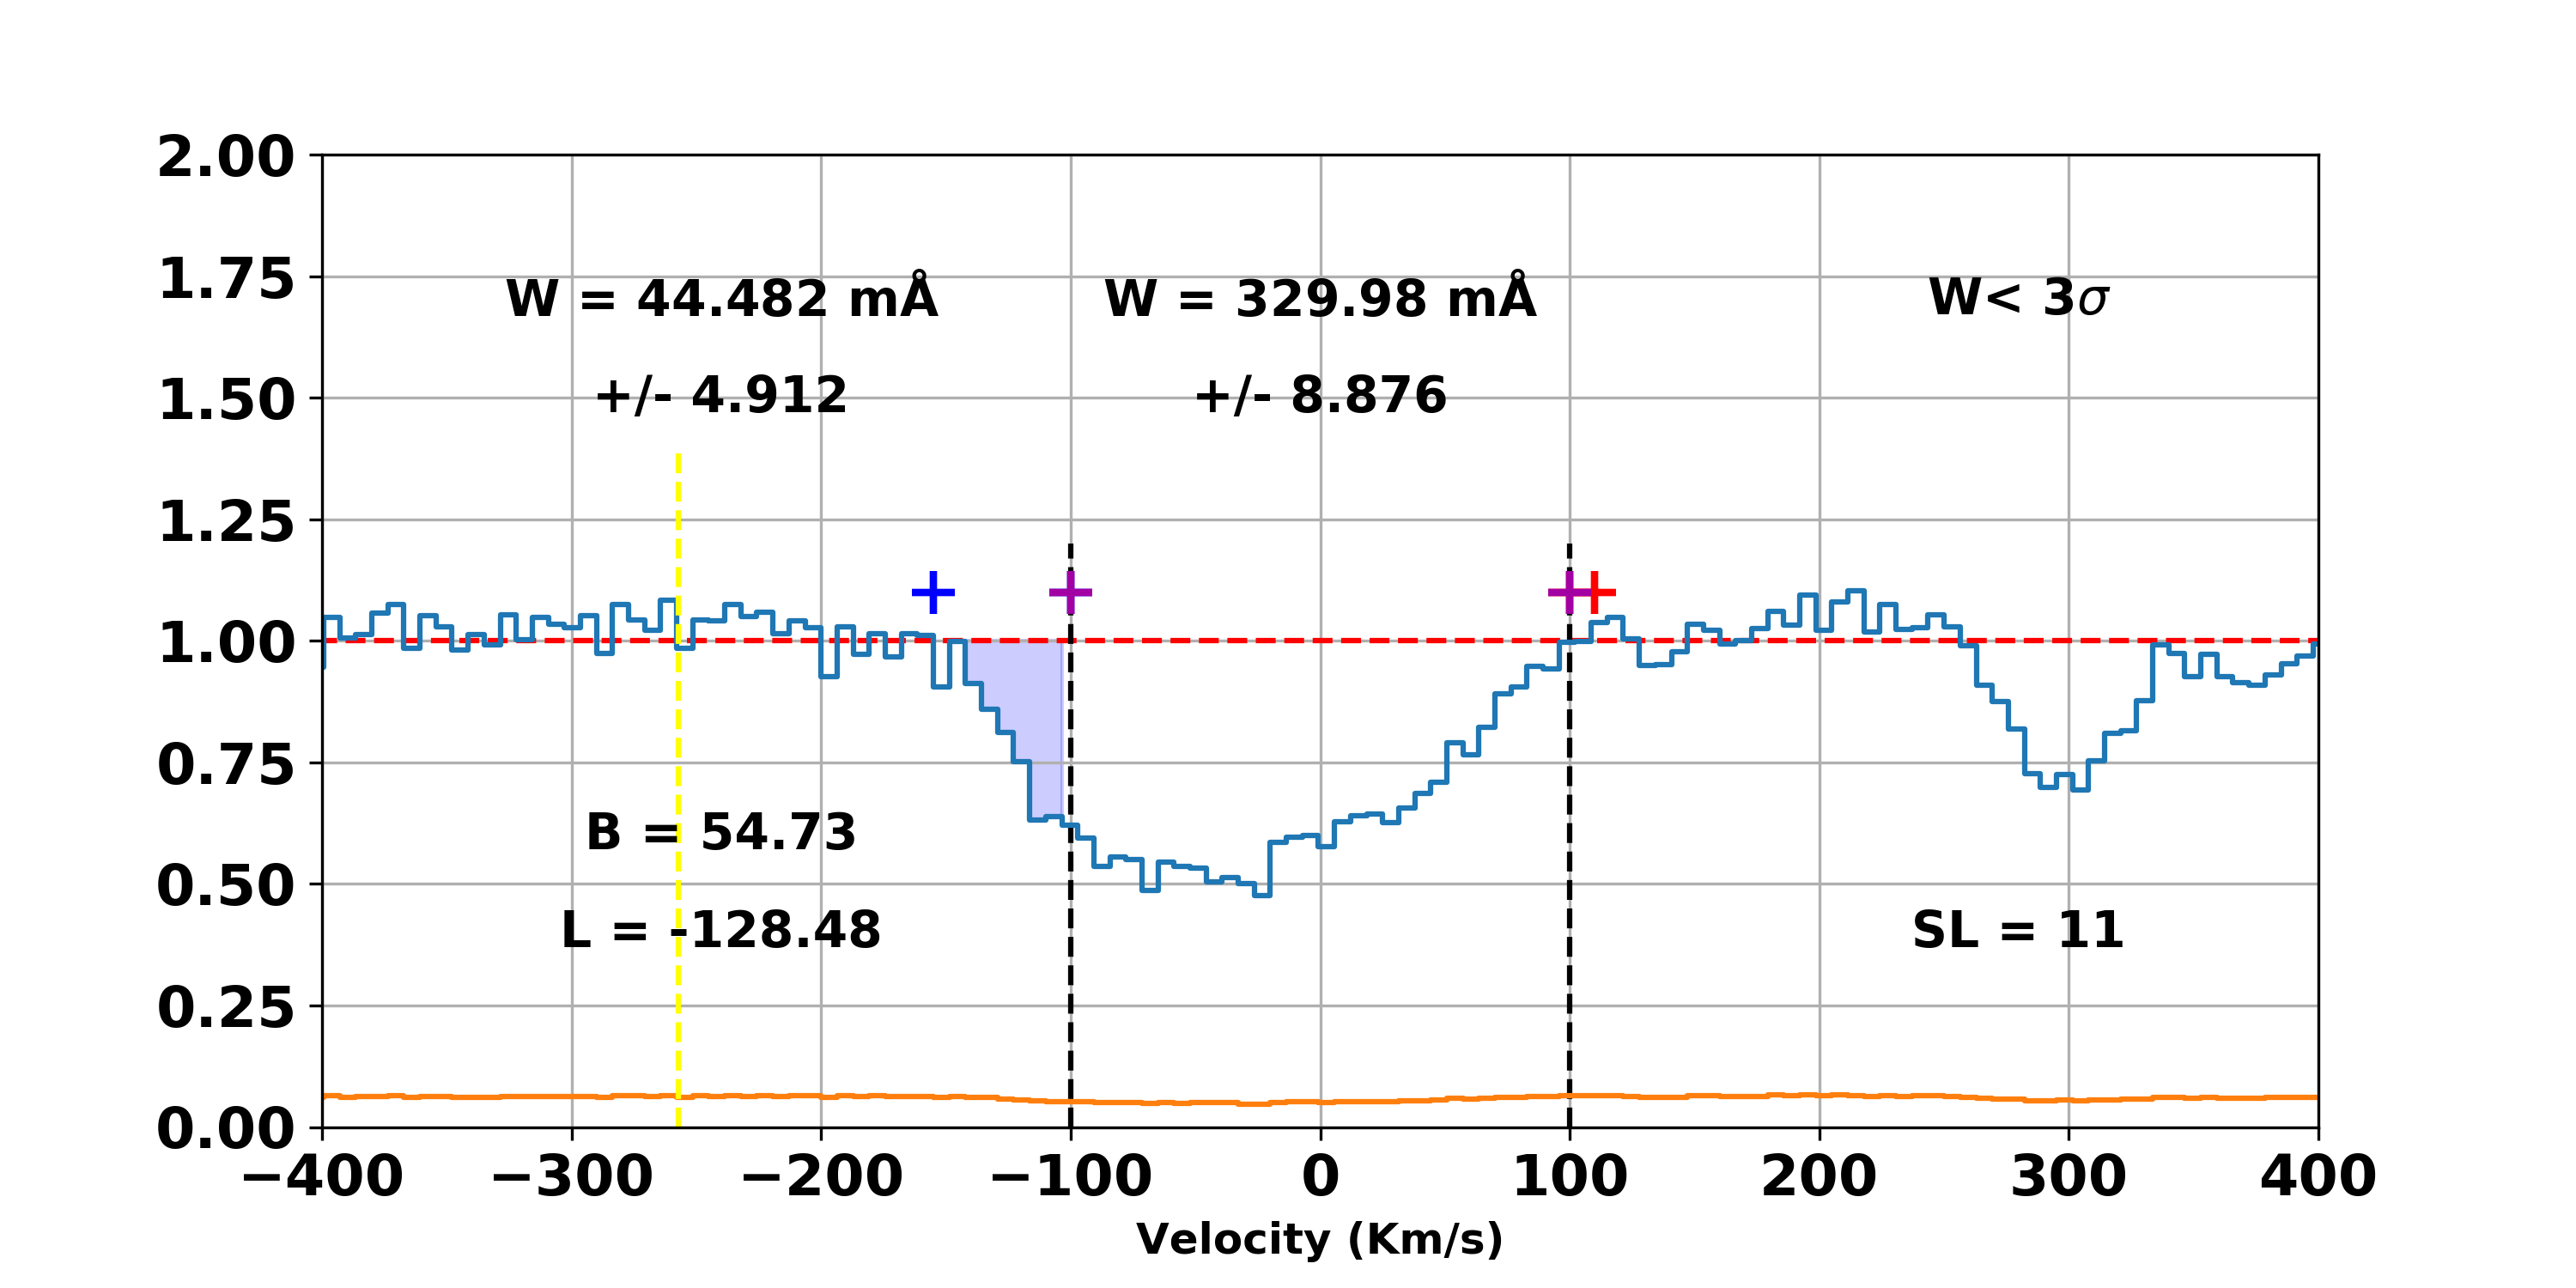 2.00
1.75
1.50
1.25
1.00
0.75
0.50
0.25
0.00
W = 44.482 mÅ
+/- 4.912
W = 329.98 mÅ
+/- 8.876
W< 3σ
B = 54.73
L = -128.48
SL = 11
−400 −300 −200 −100 0 100 200 300 400
Velocity (Km/s)